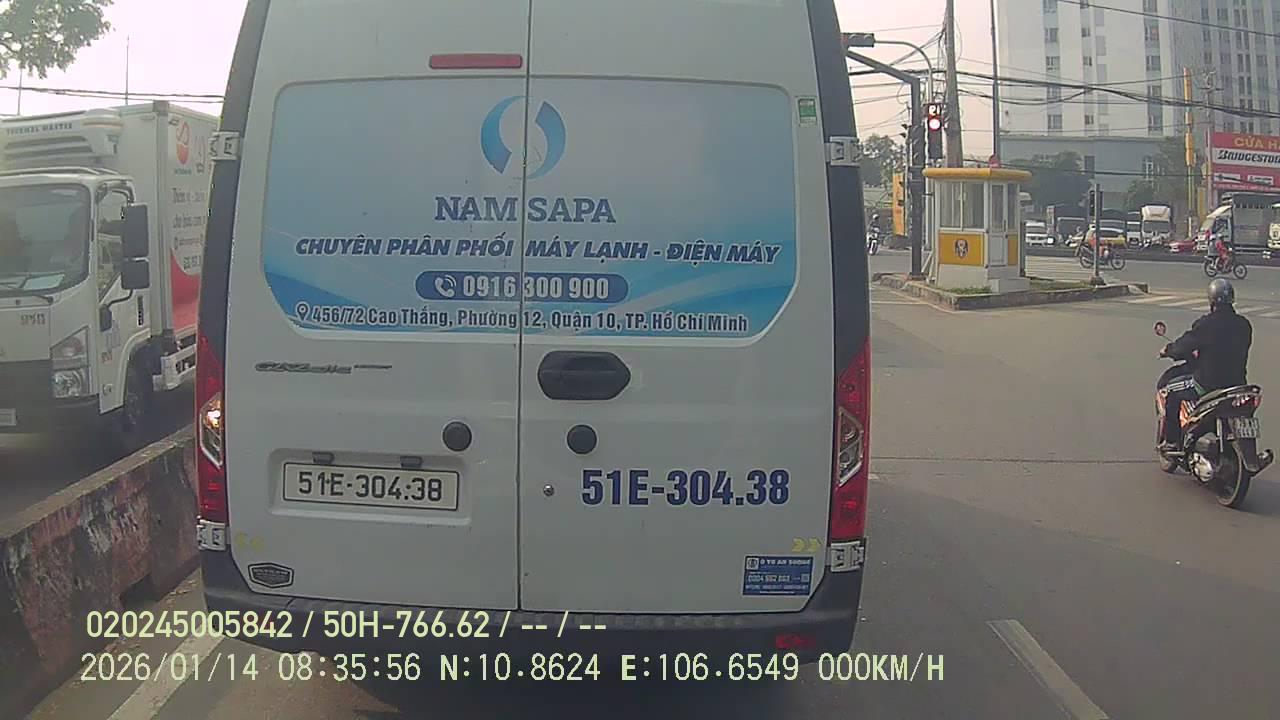 THERMAL MASTER
NAM SAPA
CHUYÊN PHÂN PHỐI MÁY LẠNH - ĐIỆN MÁY
0916 300 900
456/72 Cao Thắng, Phường 12, Quận 10, TP. Hồ Chí Minh
51E-304.38
51E-304.38
CỬA HÀ
BRIDGESTONE
020245005842 / 50H-766.62 / -- / --
2026/01/14 08:35:56 N:10.8624 E:106.6549 000KM/H